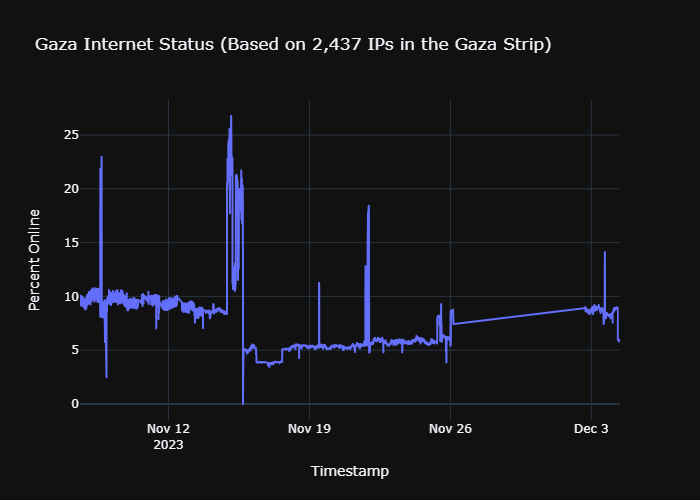 Gaza Internet Status (Based on 2,437 IPs in the Gaza Strip)
Percent Online
25
20
15
10
5
0
Nov 12
2023
Nov 19
Nov 26
Dec 3
Timestamp